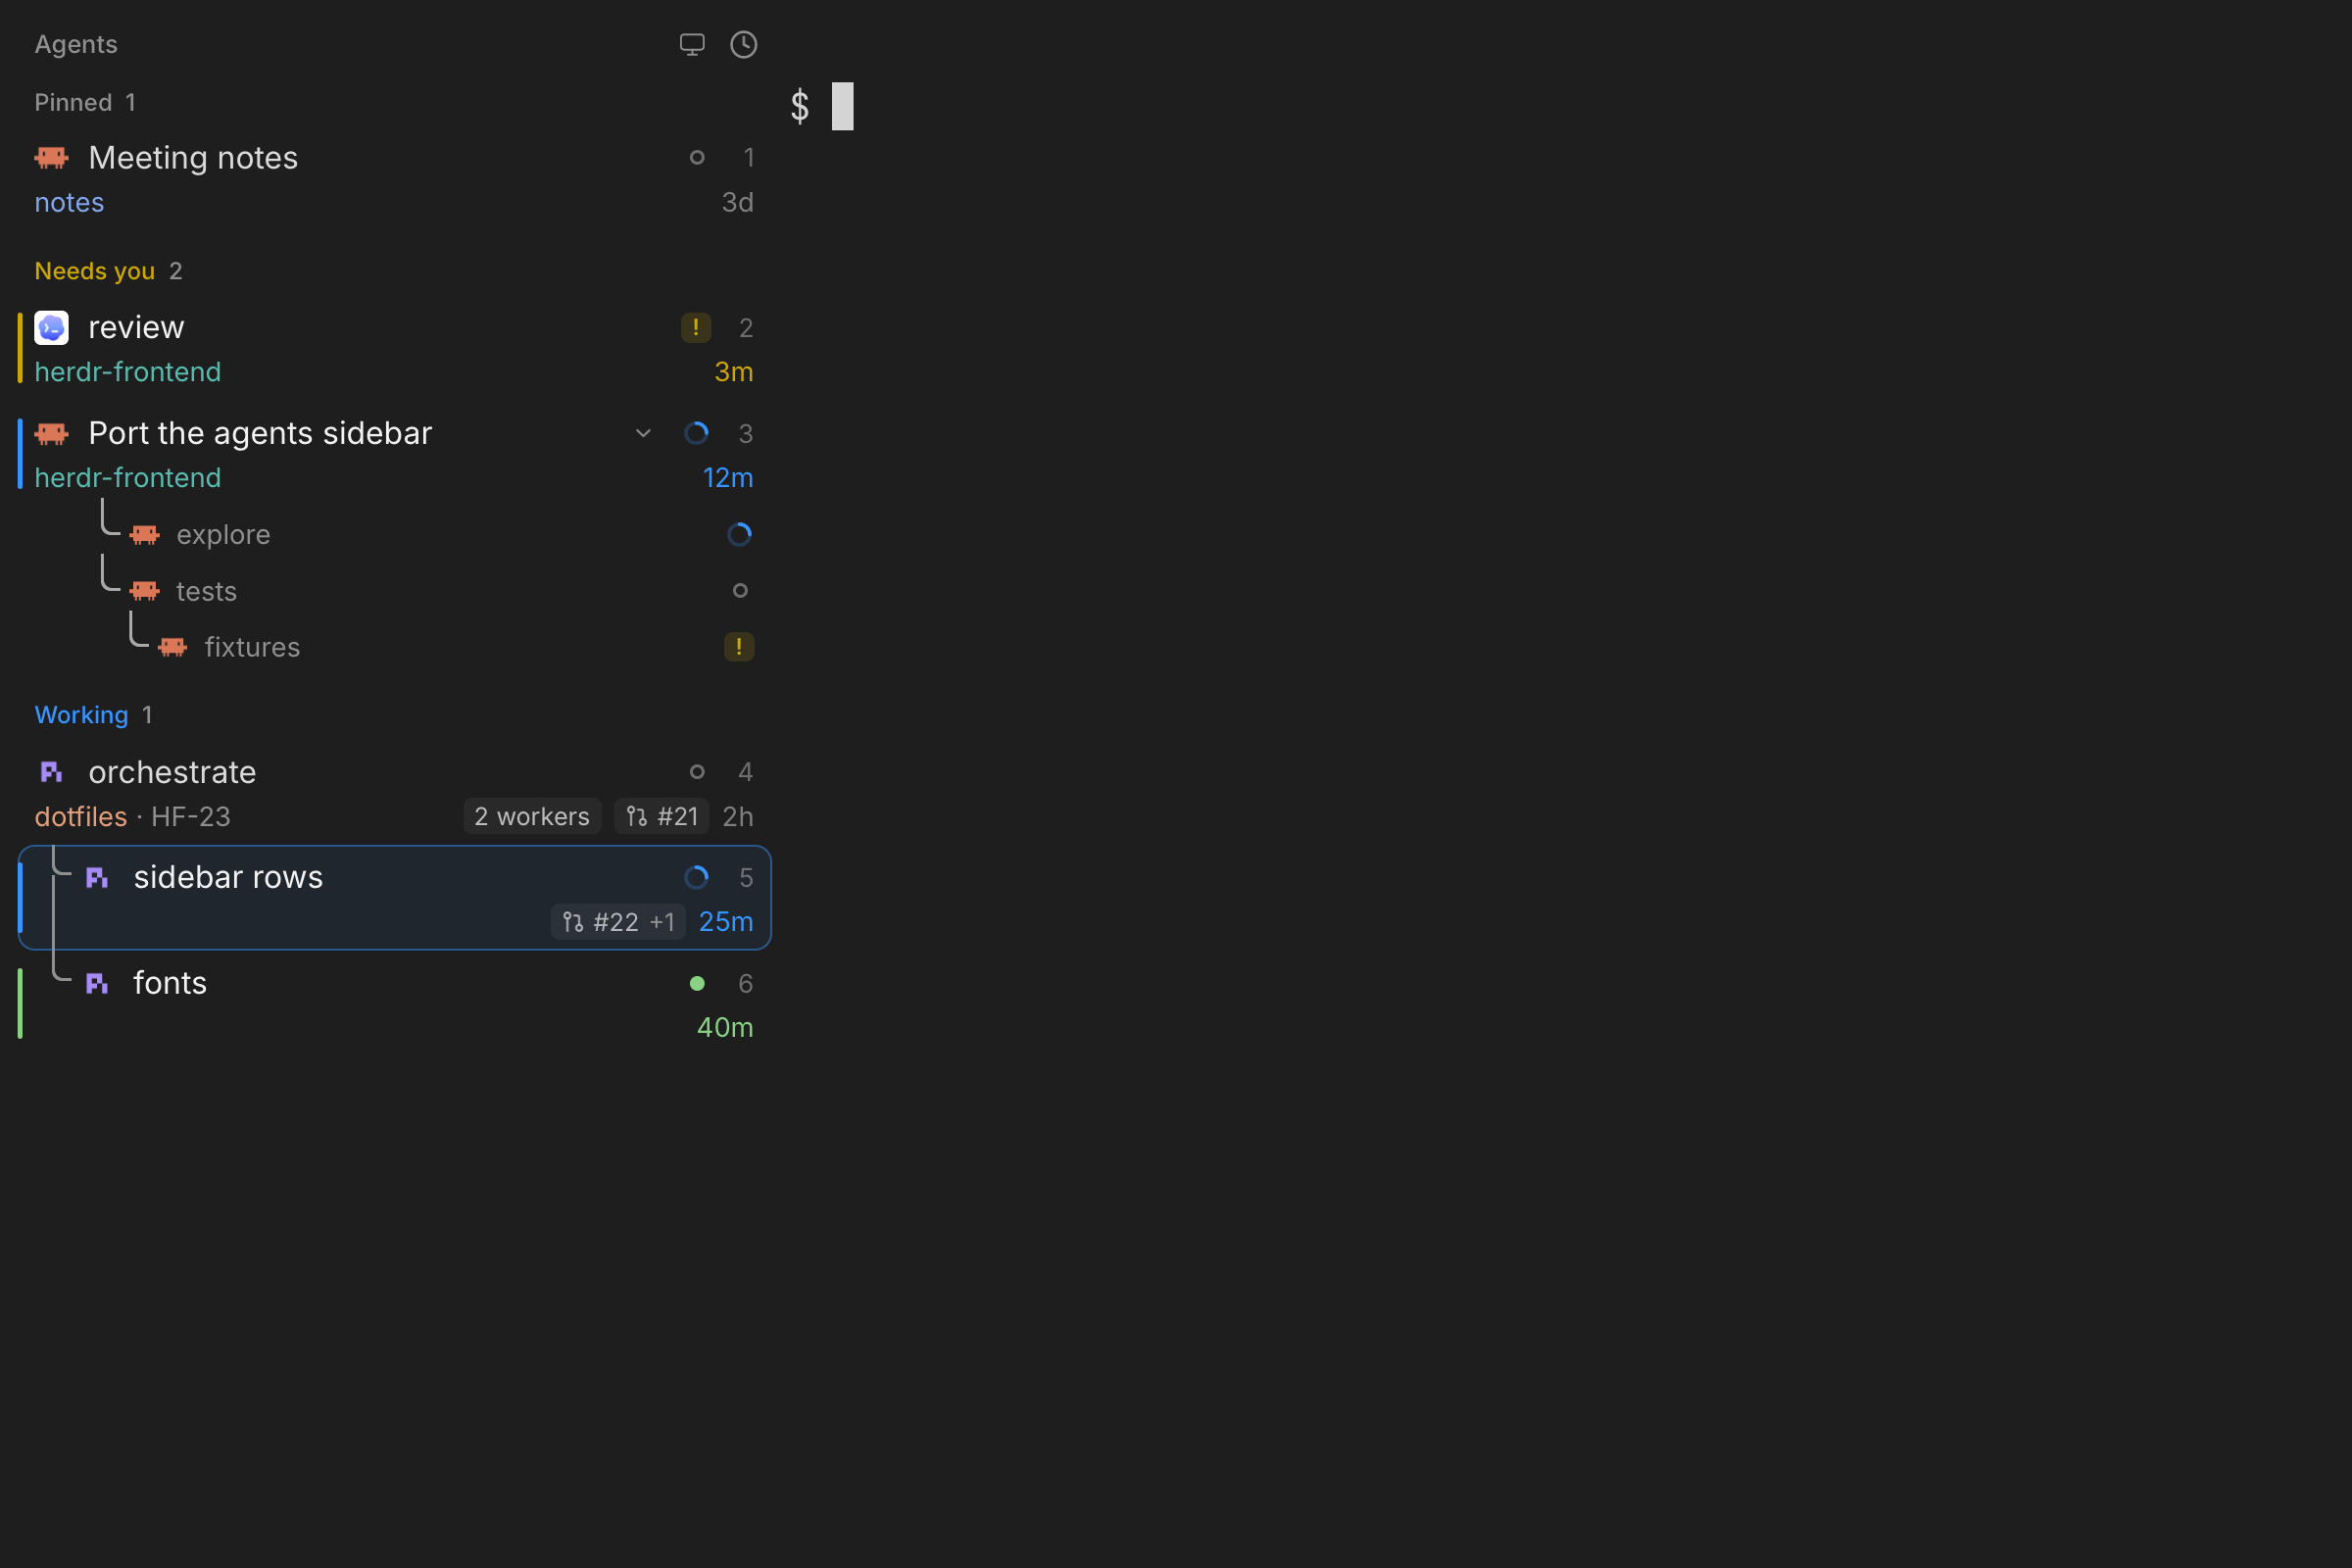 Agents
$
Pinned 1
Meeting notes 1
notes 3d
Needs you 2
review ! 2
herdr-frontend 3m
Port the agents sidebar 3
herdr-frontend 12m
explore
tests
fixtures !
Working 1
orchestrate 4
dotfiles · HF-23 2 workers #21 2h
sidebar rows 5
#22 +1 25m
fonts 6
40m